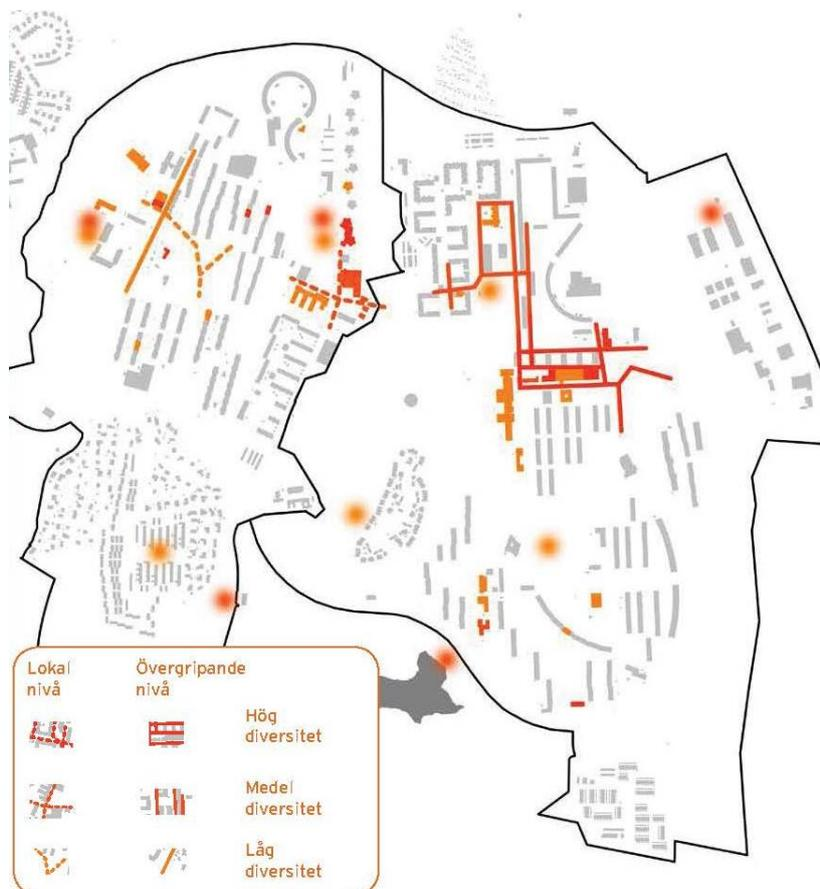 Lokal
nivå
Övergripande
nivå
Hög
diversitet
Medel
diversitet
Låg
diversitet